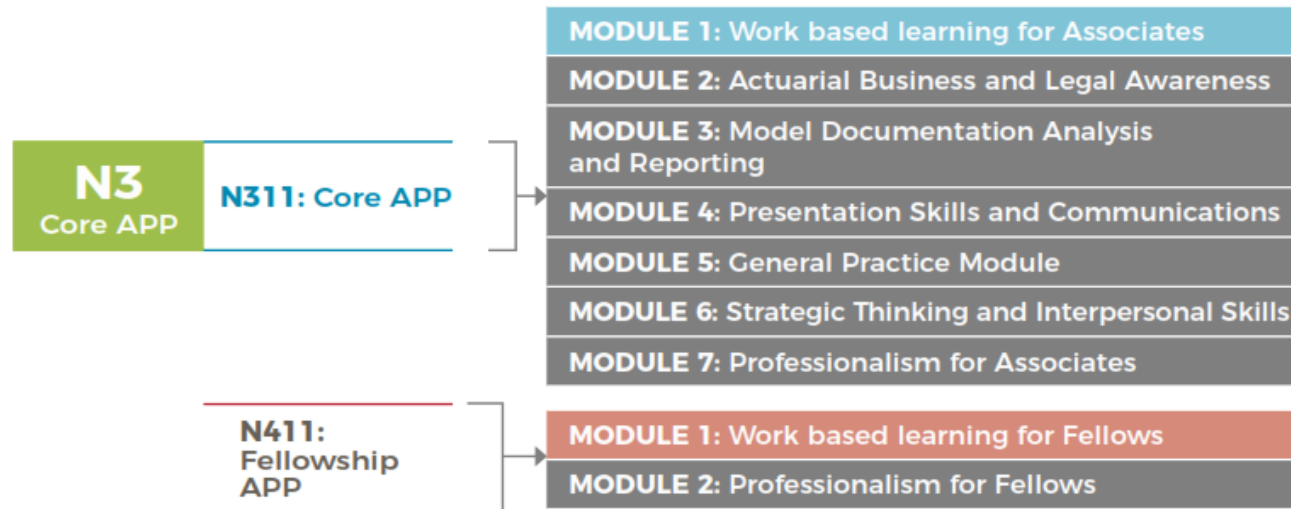 N3
Core APP
N311: Core APP
MODULE 1: Work based learning for Associates
MODULE 2: Actuarial Business and Legal Awareness
MODULE 3: Model Documentation Analysis
and Reporting
MODULE 4: Presentation Skills and Communications
MODULE 5: General Practice Module
MODULE 6: Strategic Thinking and Interpersonal Skills
MODULE 7: Professionalism for Associates
N411:
Fellowship
APP
MODULE 1: Work based learning for Fellows
MODULE 2: Professionalism for Fellows